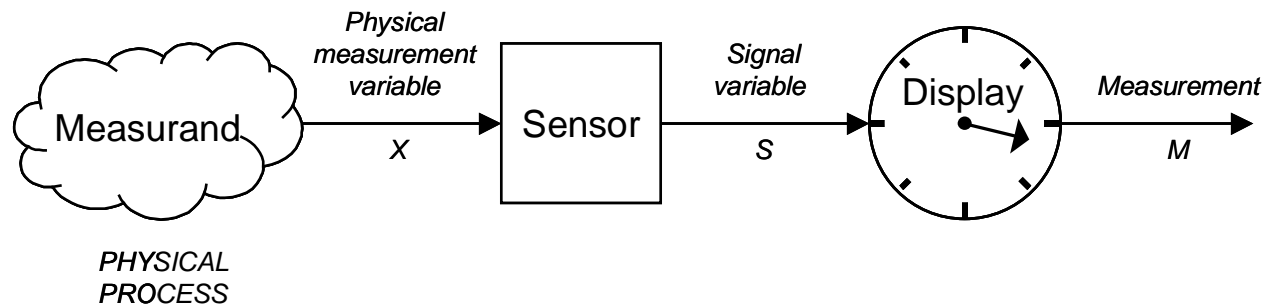 Physical
measurement
variable
Measurand
X
Sensor
Signal
variable
S
Display
Measurement
M
PHYSICAL
PROCESS